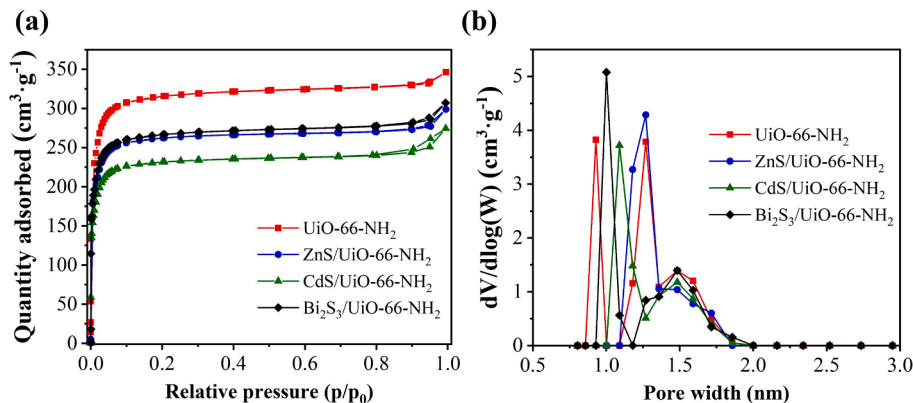 (a)
Quantity adsorbed (cm³·g⁻¹)
350
300
250
200
150
100
50
0
UiO-66-NH₂
ZnS/UiO-66-NH₂
CdS/UiO-66-NH₂
Bi₂S₃/UiO-66-NH₂
0.0 0.2 0.4 0.6 0.8 1.0
Relative pressure (p/p₀)
(b)
dV/dlog(W) (cm³·g⁻¹)
5
4
3
2
1
0
UiO-66-NH₂
ZnS/UiO-66-NH₂
CdS/UiO-66-NH₂
Bi₂S₃/UiO-66-NH₂
0.5 1.0 1.5 2.0 2.5 3.0
Pore width (nm)